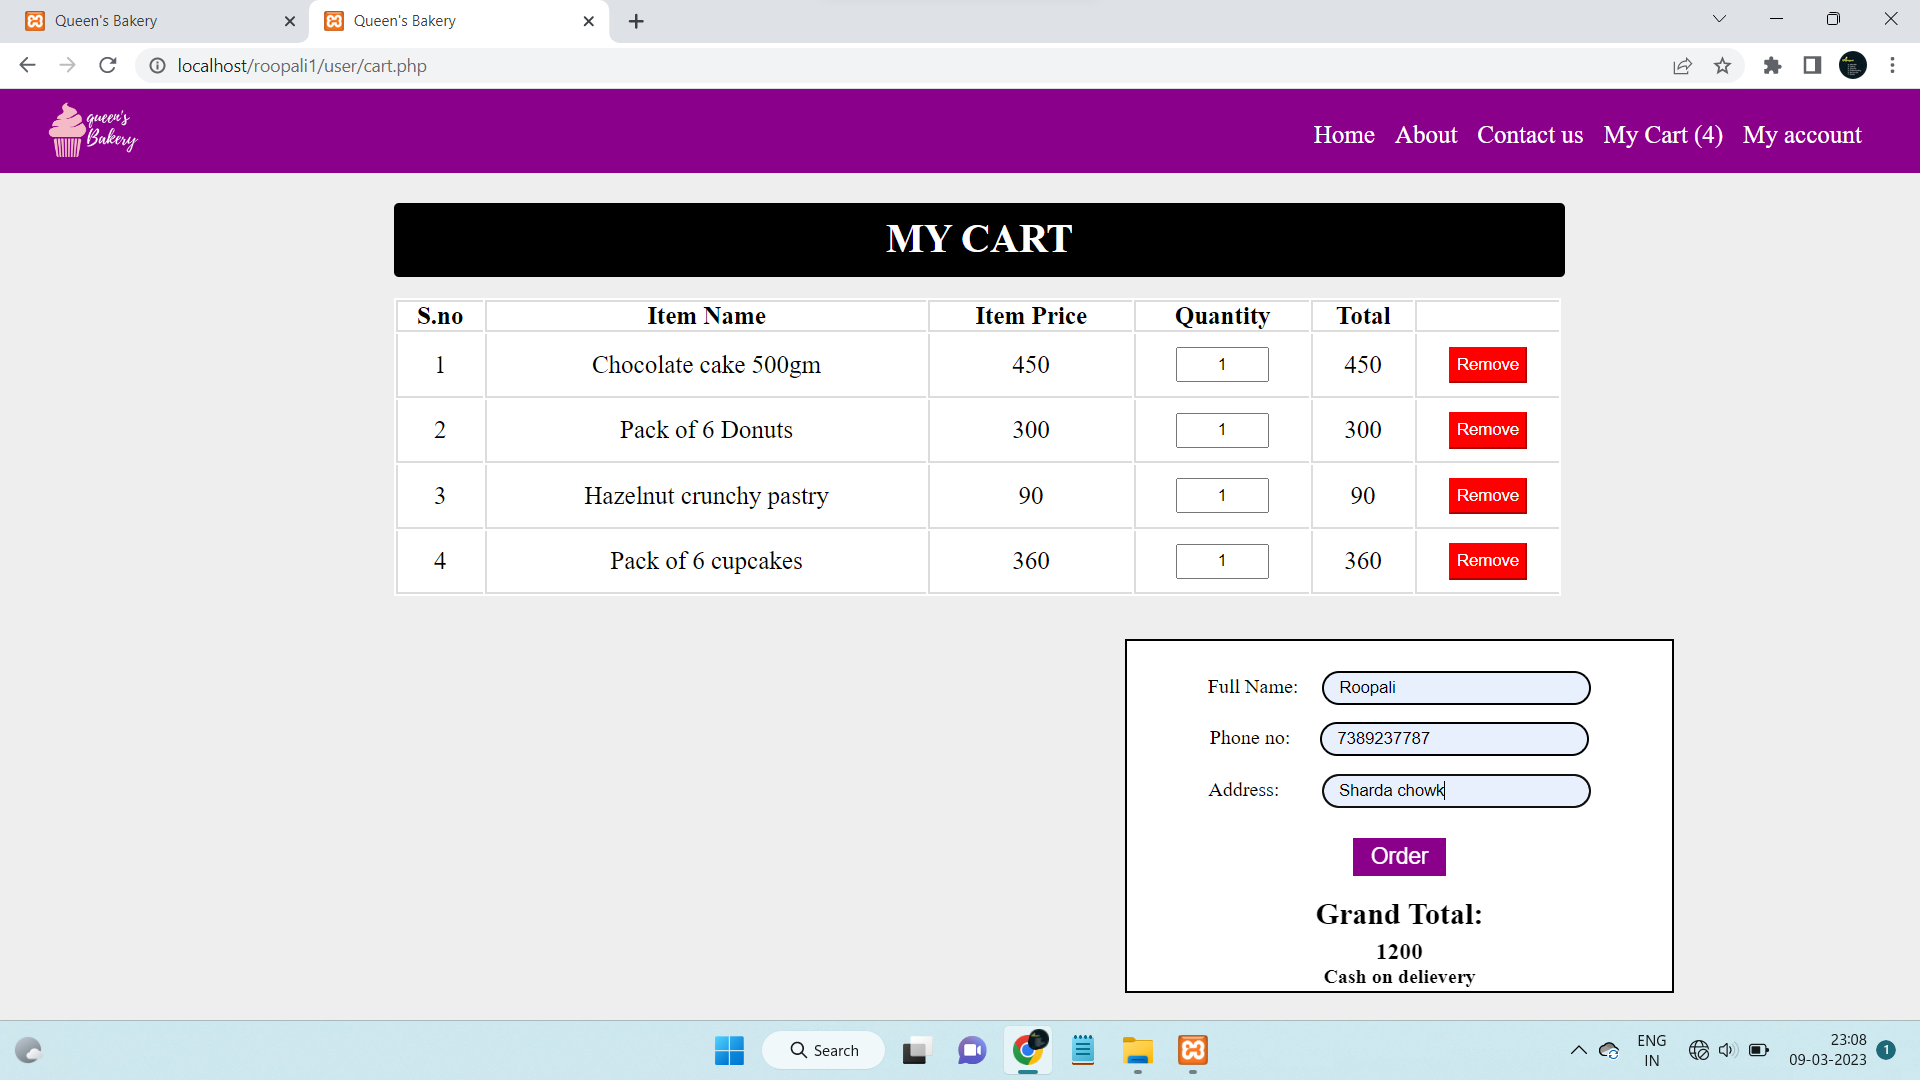 Queen's Bakery
Queen's Bakery
localhost/roopali1/user/cart.php
queen's
Bakery
Home About Contact us My Cart (4) My account
MY CART
S.no Item Name Item Price Quantity Total
1 Chocolate cake 500gm 450 1 450 Remove
2 Pack of 6 Donuts 300 1 300 Remove
3 Hazelnut crunchy pastry 90 1 90 Remove
4 Pack of 6 cupcakes 360 1 360 Remove
Full Name: Roopali
Phone no: 7389237787
Address: Sharda chowk
Order
Grand Total:
1200
Cash on delievery
Search
ENG
IN
23:08
09-03-2023
1